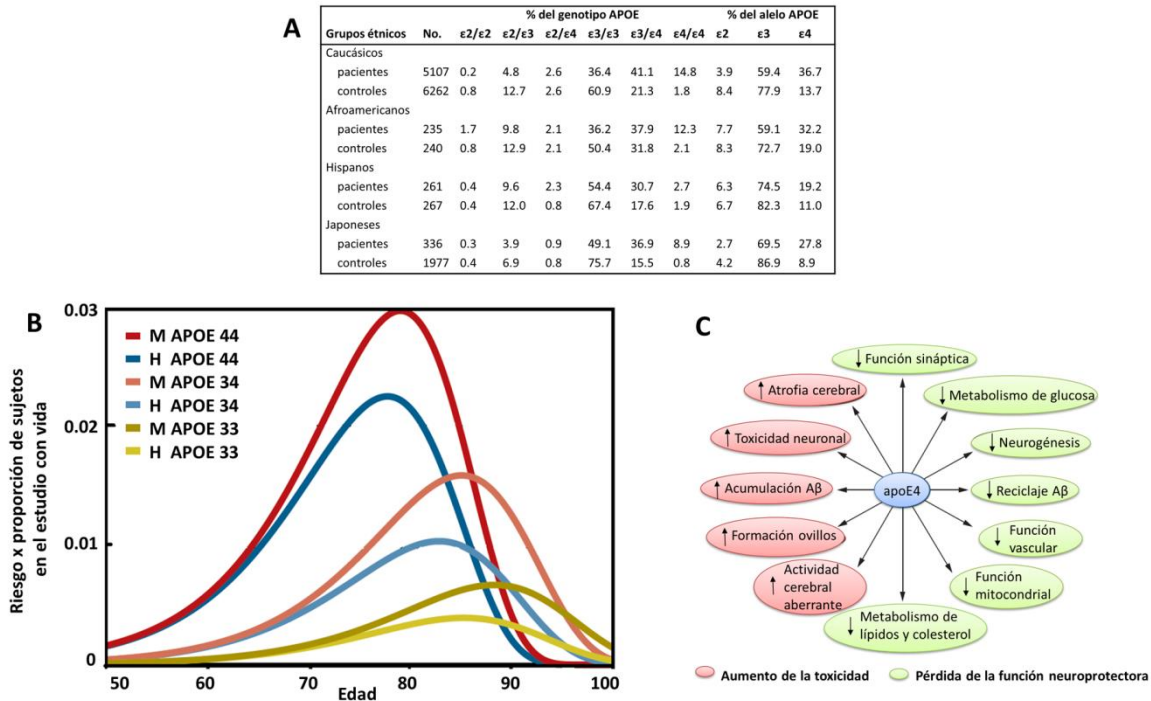 A
% del genotipo APOE % del alelo APOE
Grupos étnicos No. ε2/ε2 ε2/ε3 ε2/ε4 ε3/ε3 ε3/ε4 ε4/ε4 ε2 ε3 ε4
Caucásicos
pacientes 5107 0.2 4.8 2.6 36.4 41.1 14.8 3.9 59.4 36.7
controles 6262 0.8 12.7 2.6 60.9 21.3 1.8 8.4 77.9 13.7
Afroamericanos
pacientes 235 1.7 9.8 2.1 36.2 37.9 12.3 7.7 59.1 32.2
controles 240 0.8 12.9 2.1 50.4 31.8 2.1 8.3 72.7 19.0
Hispanos
pacientes 261 0.4 9.6 2.3 54.4 30.7 2.7 6.3 74.5 19.2
controles 267 0.4 12.0 0.8 67.4 17.6 1.9 6.7 82.3 11.0
Japoneses
pacientes 336 0.3 3.9 0.9 49.1 36.9 8.9 2.7 69.5 27.8
controles 1977 0.4 6.9 0.8 75.7 15.5 0.8 4.2 86.9 8.9
B
Riesgo x proporción de sujetos
en el estudio con vida
0.03
0.02
0.01
0
M APOE 44
H APOE 44
M APOE 34
H APOE 34
M APOE 33
H APOE 33
50 60 70 80 90 100
Edad
C
↓ Función sináptica
↑ Atrofia cerebral
↓ Metabolismo de glucosa
↑ Toxicidad neuronal
↓ Neurogénesis
↑ Acumulación Aβ
apoE4
↓ Reciclaje Aβ
↑ Formación ovillos
↓ Función
vascular
↑ Actividad
cerebral
aberrante
↓ Función
mitocondrial
↓ Metabolismo de
lípidos y colesterol
Aumento de la toxicidad
Pérdida de la función neuroprotectora